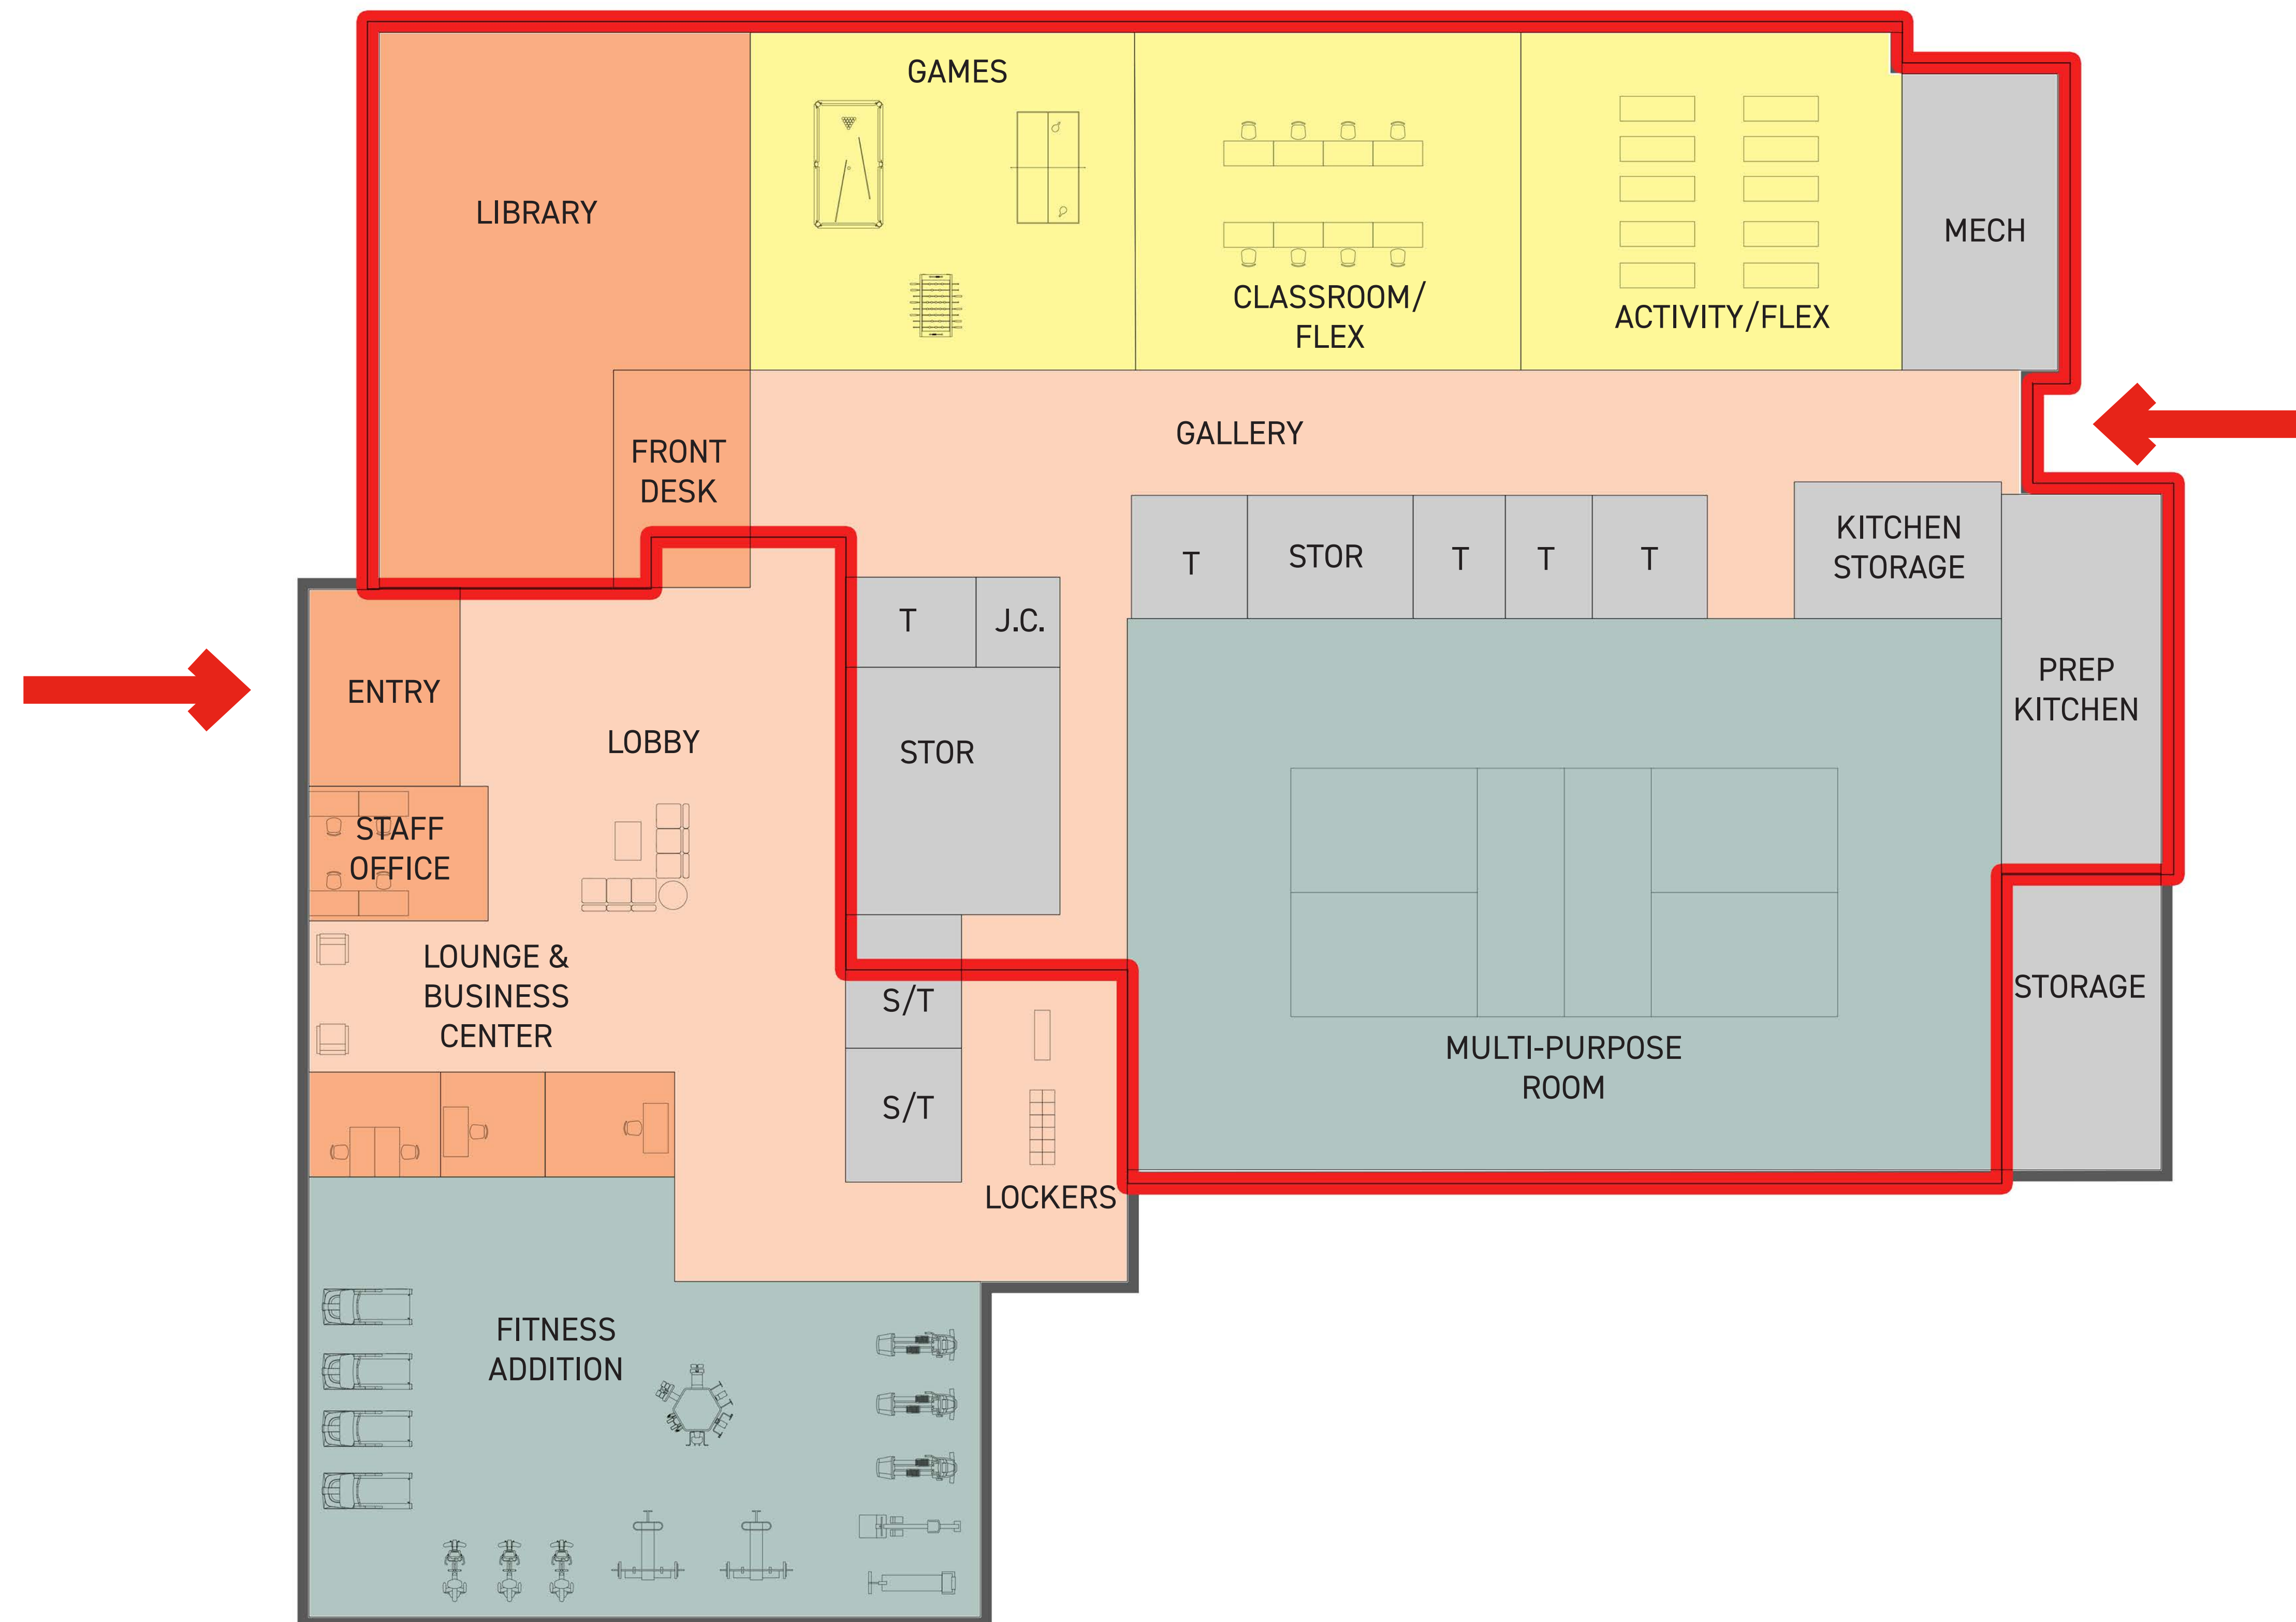 GAMES
LIBRARY
MECH
CLASSROOM/
FLEX
ACTIVITY/FLEX
GALLERY
FRONT
DESK
T
STOR
T
T
T
KITCHEN
STORAGE
T
J.C.
ENTRY
PREP
KITCHEN
LOBBY
STOR
STAFF
OFFICE
LOUNGE &
BUSINESS
CENTER
S/T
STORAGE
MULTI-PURPOSE
ROOM
S/T
LOCKERS
FITNESS
ADDITION